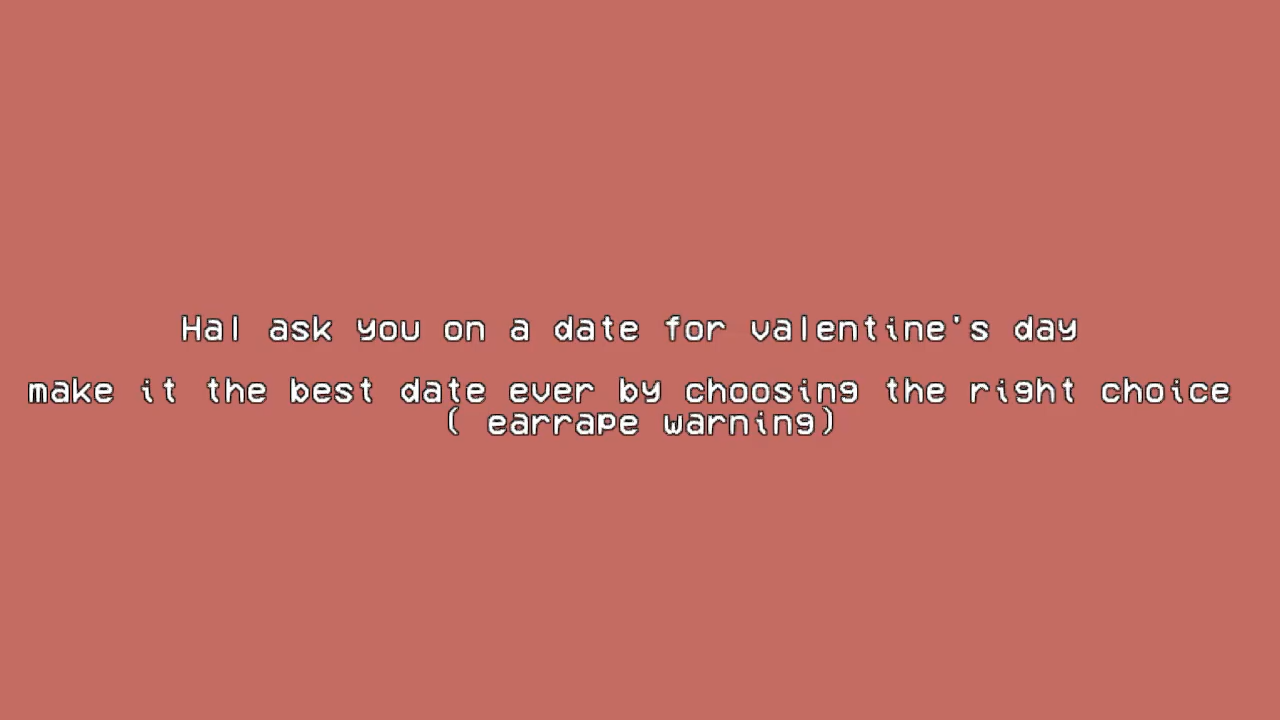 Hal ask you on a date for valentine's day
make it the best date ever by choosing the right choice
( earrape warning)